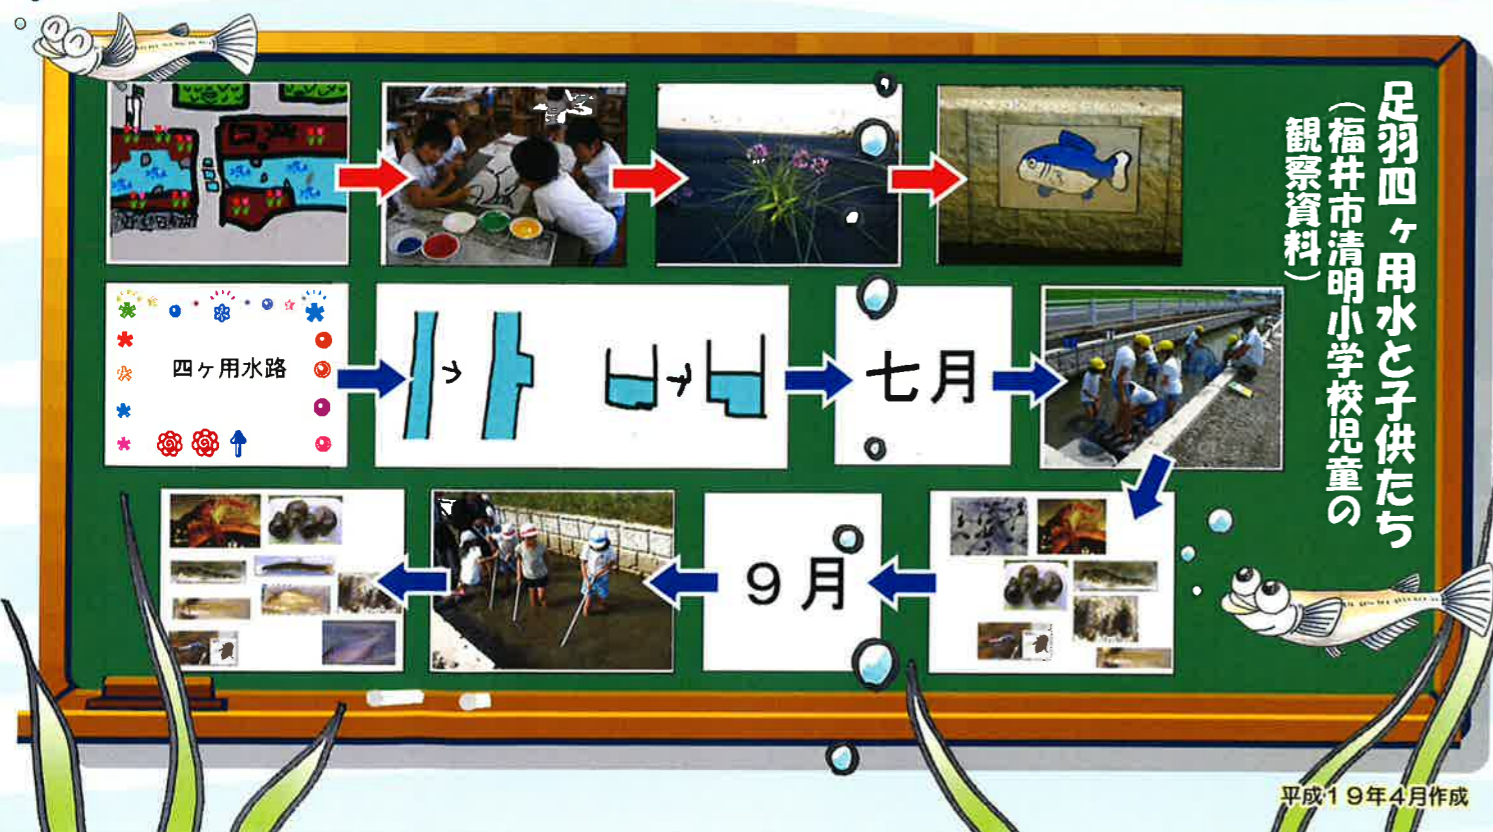 足羽四ヶ用水と子供たち
（福井市清明小学校児童の
観察資料）
四ヶ用水路
七月
９月
平成１９年４月作成